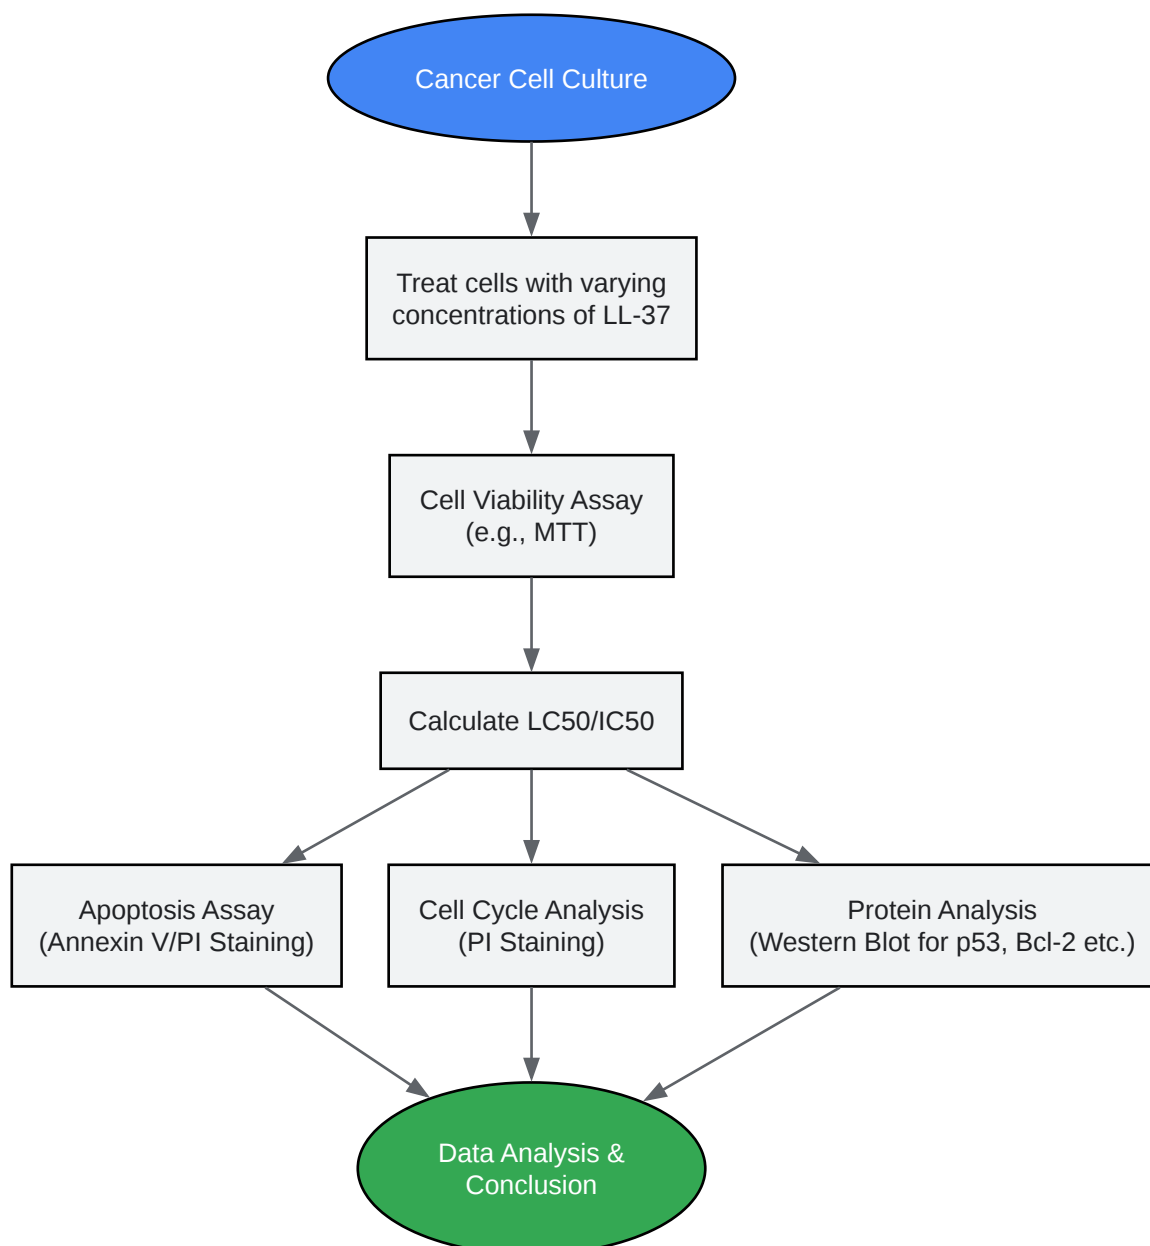 Cancer Cell Culture
Treat cells with varying
concentrations of LL-37
Cell Viability Assay
(e.g., MTT)
Calculate LC50/IC50
Apoptosis Assay
(Annexin V/PI Staining)
Cell Cycle Analysis
(PI Staining)
Protein Analysis
(Western Blot for p53, Bcl-2 etc.)
Data Analysis &
Conclusion